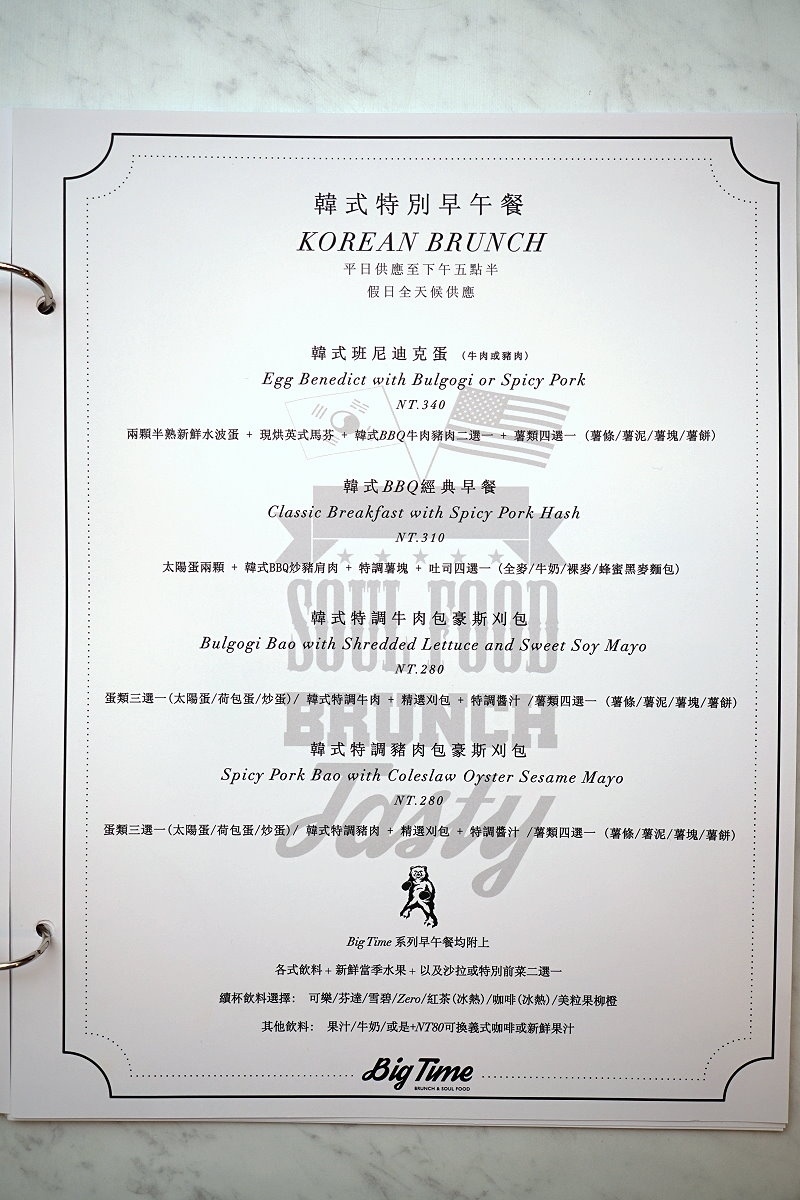 韓式特別早午餐
KOREAN BRUNCH
平日供應至下午五點半
假日全天候供應
韓式班尼迪克蛋 (牛肉或豬肉)
Egg Benedict with Bulgogi or Spicy Pork
NT.340
兩顆半熟新鮮水波蛋 + 現烘英式馬芬 + 韓式BBQ牛肉豬肉二選一 + 薯類四選一 (薯條/薯泥/薯塊/薯餅)
韓式BBQ經典早餐
Classic Breakfast with Spicy Pork Hash
NT.310
太陽蛋兩顆 + 韓式BBQ炒豬肩肉 + 特調薯塊 + 吐司四選一 (全麥/牛奶/裸麥/蜂蜜黑麥麵包)
SOUL FOOD
韓式特調牛肉包豪斯刈包
Bulgogi Bao with Shredded Lettuce and Sweet Soy Mayo
NT.280
蛋類三選一(太陽蛋/荷包蛋/炒蛋)/ 韓式特調牛肉 + 精選刈包 + 特調醬汁 /薯類四選一 (薯條/薯泥/薯塊/薯餅)
BRUNCH
韓式特調豬肉包豪斯刈包
Spicy Pork Bao with Coleslaw Oyster Sesame Mayo
NT.280
Tasty
蛋類三選一(太陽蛋/荷包蛋/炒蛋)/ 韓式特調豬肉 + 精選刈包 + 特調醬汁 /薯類四選一 (薯條/薯泥/薯塊/薯餅)
Big Time 系列早午餐均附上
各式飲料 + 新鮮當季水果 + 以及沙拉或特別前菜二選一
續杯飲料選擇: 可樂/芬達/雪碧/Zero/紅茶(冰熱)/咖啡(冰熱)/美粒果柳橙
其他飲料: 果汁/牛奶/或是+NT80可換義式咖啡或新鮮果汁
Big Time
BRUNCH & SOUL FOOD